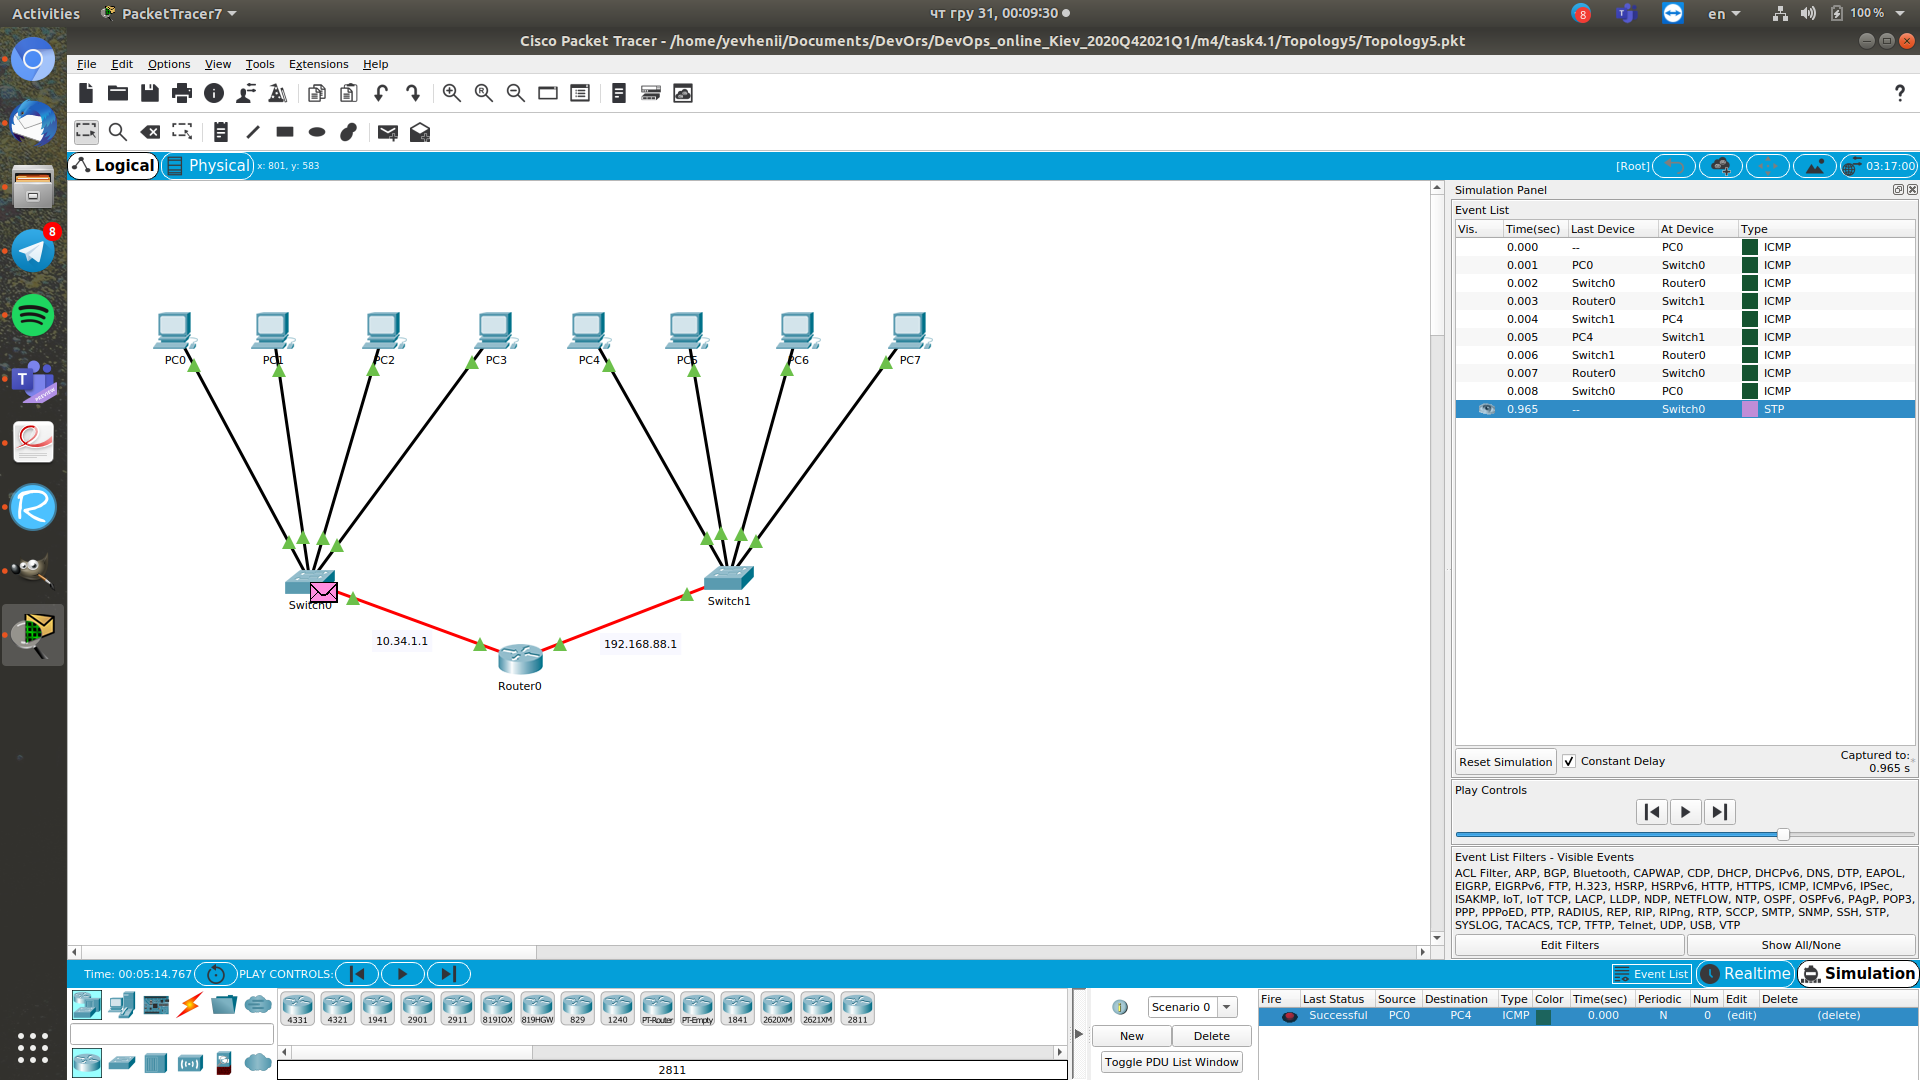 Activities PacketTracer7 чт гру 31, 00:09:30 8 en 100 %
Cisco Packet Tracer - /home/yevhenii/Documents/DevOrs/DevOps_online_Kiev_2020Q42021Q1/m4/task4.1/Topology5/Topology5.pkt
File Edit Options View Tools Extensions Help
?
Logical Physical x: 801, y: 583 [Root] 03:17:00
8
PREVIEW
Simulation Panel
Event List
Vis. Time(sec) Last Device At Device Type
0.000 -- PC0 ICMP
0.001 PC0 Switch0 ICMP
0.002 Switch0 Router0 ICMP
0.003 Router0 Switch1 ICMP
0.004 Switch1 PC4 ICMP
0.005 PC4 Switch1 ICMP
0.006 Switch1 Router0 ICMP
0.007 Router0 Switch0 ICMP
0.008 Switch0 PC0 ICMP
0.965 -- Switch0 STP
PC0 PC1 PC2 PC3 PC4 PC5 PC6 PC7
Switch0 Switch1
10.34.1.1 192.168.88.1
Router0
Reset Simulation Constant Delay Captured to:
0.965 s
Play Controls
Event List Filters - Visible Events
ACL Filter, ARP, BGP, Bluetooth, CAPWAP, CDP, DHCP, DHCPv6, DNS, DTP, EAPOL,
EIGRP, EIGRPv6, FTP, H.323, HSRP, HSRPv6, HTTP, HTTPS, ICMP, ICMPv6, IPSec,
ISAKMP, IoT, IoT TCP, LACP, LLDP, NDP, NETFLOW, NTP, OSPF, OSPFv6, PAgP, POP3,
PPP, PPPoED, PTP, RADIUS, REP, RIP, RIPng, RTP, SCCP, SMTP, SNMP, SSH, STP,
SYSLOG, TACACS, TCP, TFTP, Telnet, UDP, USB, VTP
Edit Filters Show All/None
Time: 00:05:14.767 PLAY CONTROLS: Event List Realtime Simulation
4331 4321 1941 2901 2911 819IOX 819HGW 829 1240 PT-Router PT-Empty 1841 2620XM 2621XM 2811
2811
Scenario 0
New Delete
Toggle PDU List Window
Fire Last Status Source Destination Type Color Time(sec) Periodic Num Edit Delete
Successful PC0 PC4 ICMP 0.000 N 0 (edit) (delete)